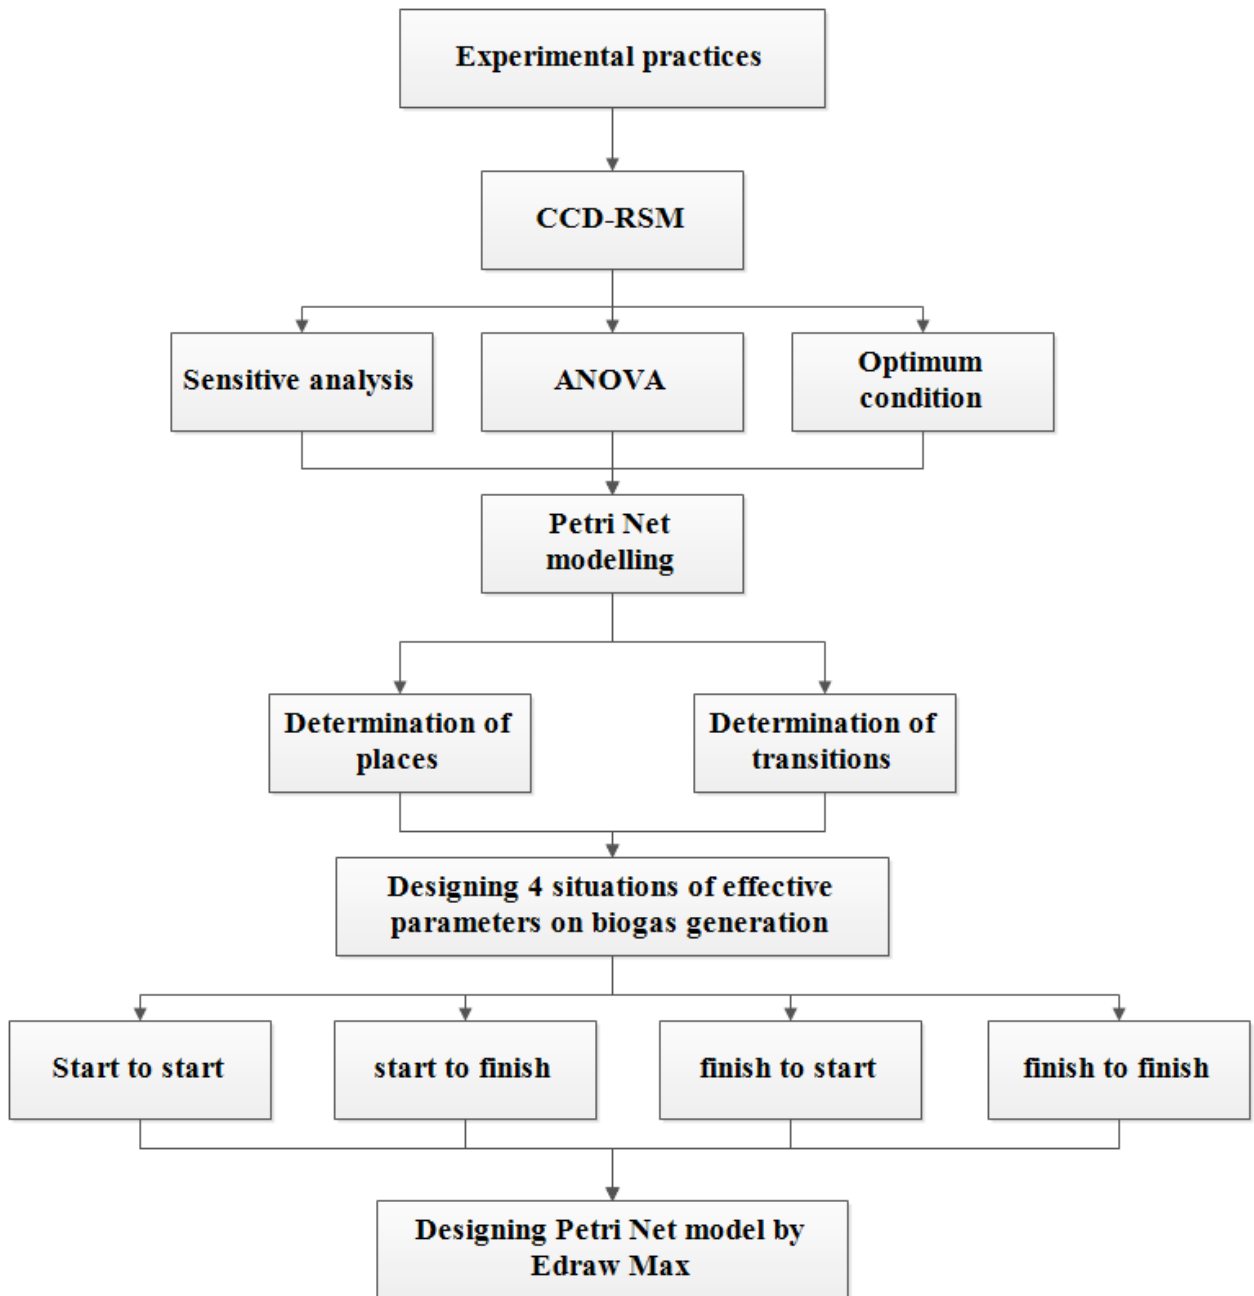 Experimental practices
CCD-RSM
Sensitive analysis
ANOVA
Optimum
condition
Petri Net
modelling
Determination of
places
Determination of
transitions
Designing 4 situations of effective
parameters on biogas generation
Start to start
start to finish
finish to start
finish to finish
Designing Petri Net model by
Edraw Max